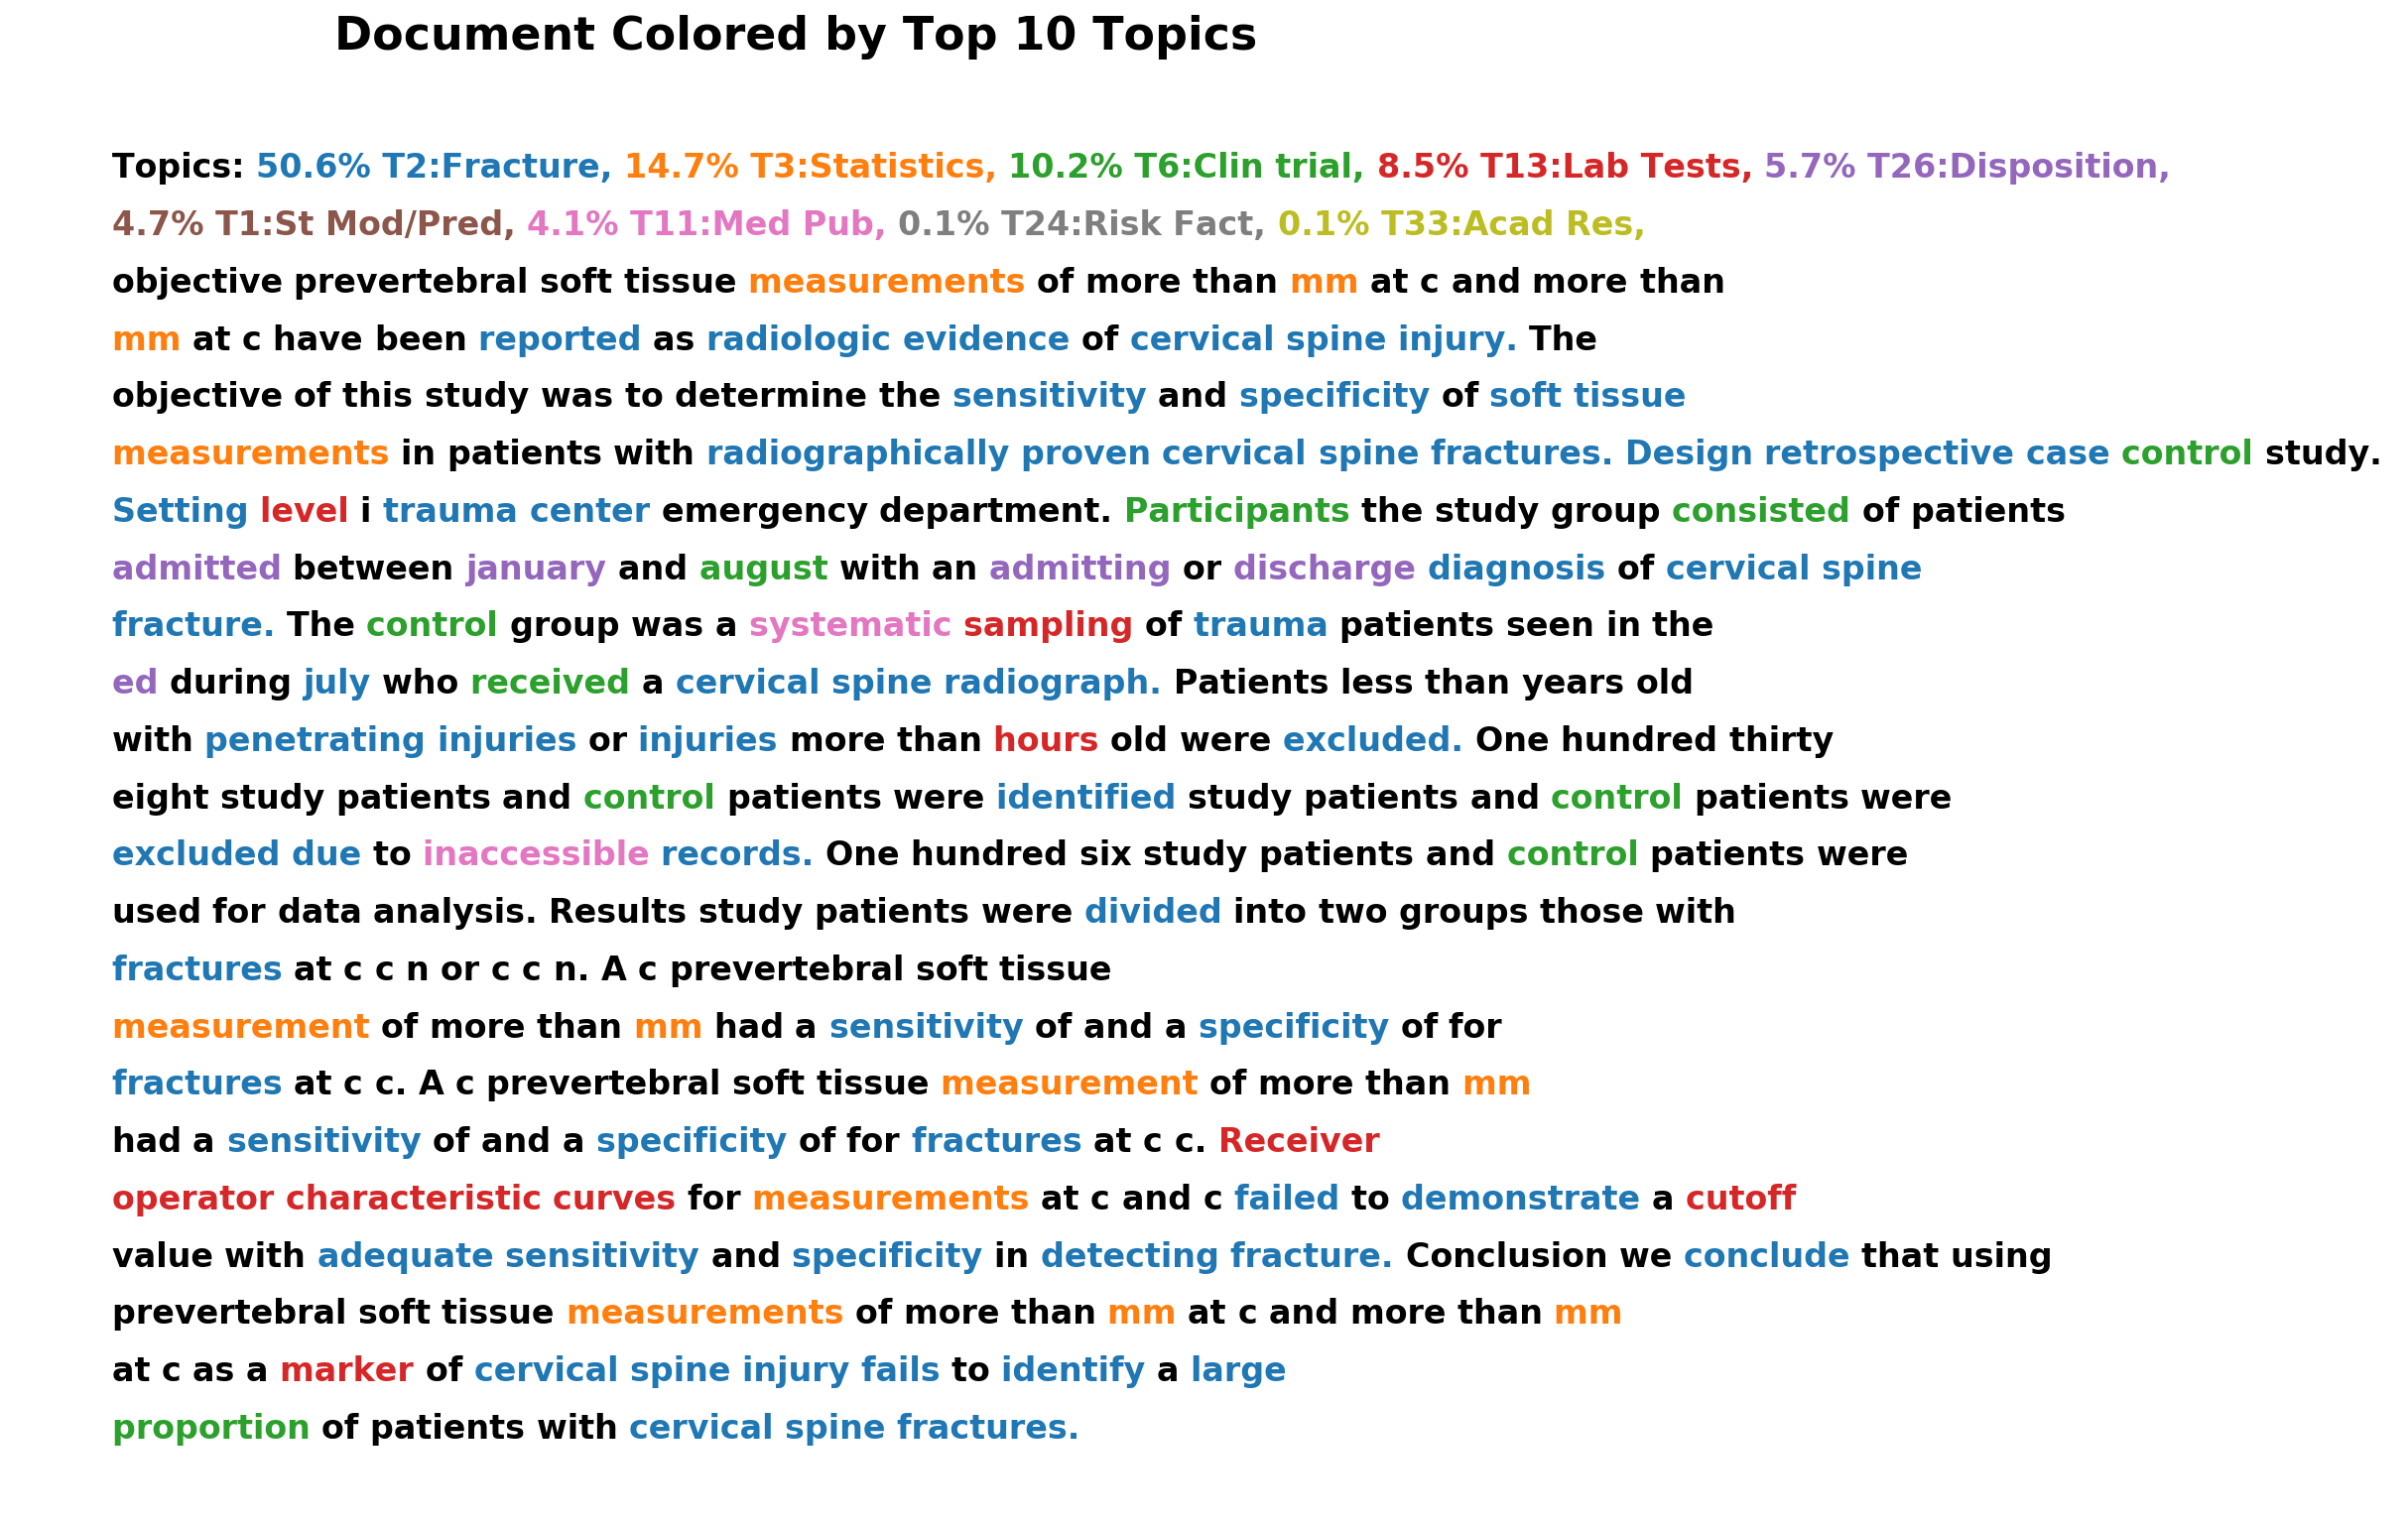 Document Colored by Top 10 Topics
Topics: 50.6% T2:Fracture, 14.7% T3:Statistics, 10.2% T6:Clin trial, 8.5% T13:Lab Tests, 5.7% T26:Disposition,
4.7% T1:St Mod/Pred, 4.1% T11:Med Pub, 0.1% T24:Risk Fact, 0.1% T33:Acad Res,
objective prevertebral soft tissue measurements of more than mm at c and more than
mm at c have been reported as radiologic evidence of cervical spine injury. The
objective of this study was to determine the sensitivity and specificity of soft tissue
measurements in patients with radiographically proven cervical spine fractures. Design retrospective case control study.
Setting level i trauma center emergency department. Participants the study group consisted of patients
admitted between january and august with an admitting or discharge diagnosis of cervical spine
fracture. The control group was a systematic sampling of trauma patients seen in the
ed during july who received a cervical spine radiograph. Patients less than years old
with penetrating injuries or injuries more than hours old were excluded. One hundred thirty
eight study patients and control patients were identified study patients and control patients were
excluded due to inaccessible records. One hundred six study patients and control patients were
used for data analysis. Results study patients were divided into two groups those with
fractures at c c n or c c n. A c prevertebral soft tissue
measurement of more than mm had a sensitivity of and a specificity of for
fractures at c c. A c prevertebral soft tissue measurement of more than mm
had a sensitivity of and a specificity of for fractures at c c. Receiver
operator characteristic curves for measurements at c and c failed to demonstrate a cutoff
value with adequate sensitivity and specificity in detecting fracture. Conclusion we conclude that using
prevertebral soft tissue measurements of more than mm at c and more than mm
at c as a marker of cervical spine injury fails to identify a large
proportion of patients with cervical spine fractures.